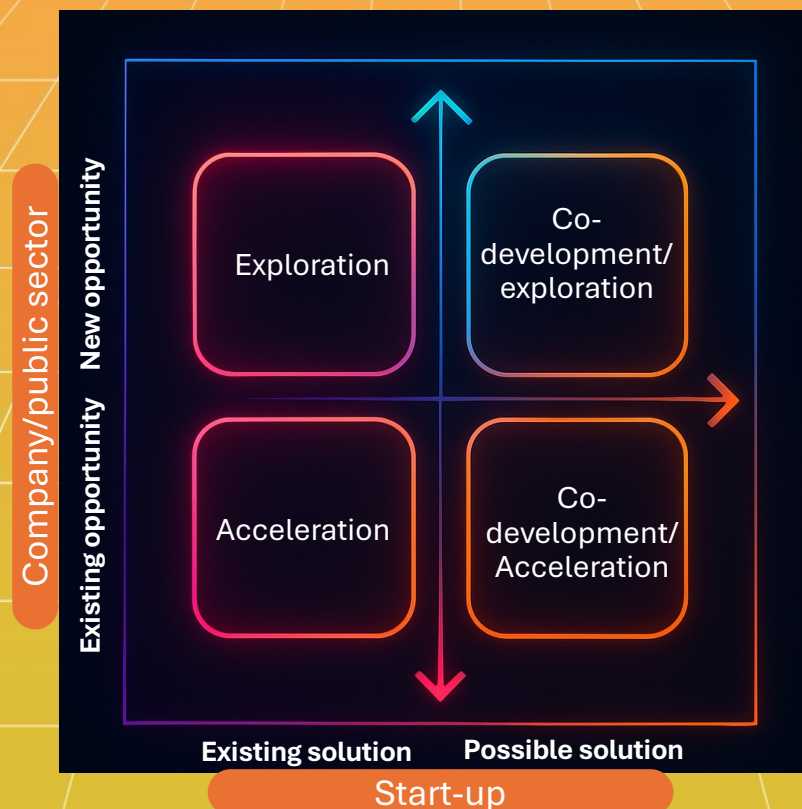 Company/public sector
New opportunity
Existing opportunity
Exploration
Co-
development/
exploration
Acceleration
Co-
development/
Acceleration
Existing solution
Possible solution
Start-up